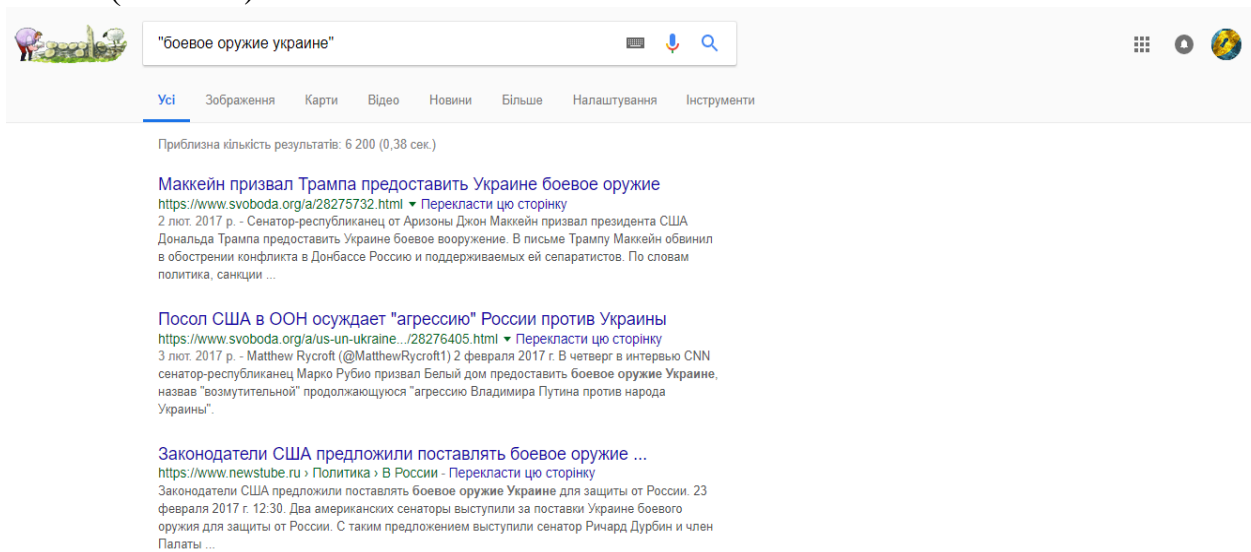 Google
"боевое оружие украине"
Усі Зображення Карти Відео Новини Більше Налаштування Інструменти
Приблизна кількість результатів: 6 200 (0,38 сек.)
Маккейн призвал Трампа предоставить Украине боевое оружие
https://www.svoboda.org/a/28275732.html ▾ Перекласти цю сторінку
2 лют. 2017 р. - Сенатор-республиканец от Аризоны Джон Маккейн призвал президента США
Дональда Трампа предоставить Украине боевое вооружение. В письме Трампу Маккейн обвинил
в обострении конфликта в Донбассе Россию и поддерживаемых ей сепаратистов. По словам
политика, санкции ...
Посол США в ООН осуждает "агрессию" России против Украины
https://www.svoboda.org/a/us-un-ukraine.../28276405.html ▾ Перекласти цю сторінку
3 лют. 2017 р. - Matthew Rycroft (@MatthewRycroft1) 2 февраля 2017 г. В четверг в интервью CNN
сенатор-республиканец Марко Рубио призвал Белый дом предоставить боевое оружие Украине,
назвав "возмутительной" продолжающуюся "агрессию Владимира Путина против народа
Украины".
Законодатели США предложили поставлять боевое оружие ...
https://www.newstube.ru › Политика › В России - Перекласти цю сторінку
Законодатели США предложили поставлять боевое оружие Украине для защиты от России. 23
февраля 2017 г. 12:30. Два американских сенаторы выступили за поставки Украине боевого
оружия для защиты от России. С таким предложением выступили сенатор Ричард Дурбин и член
Палаты ...